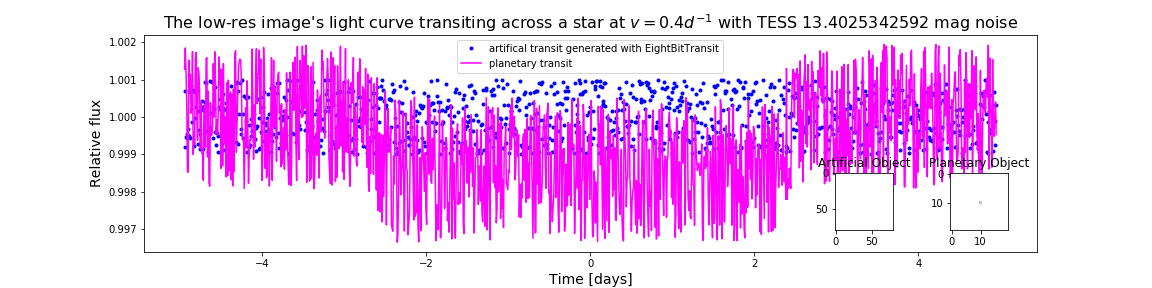 The low-res image's light curve transiting across a star at v = 0.4d⁻¹ with TESS 13.4025342592 mag noise
artifical transit generated with EightBitTransit
planetary transit
Relative flux
1.002
1.001
1.000
0.999
0.998
0.997
Artificial Object
0
50
0 50
Planetary Object
0
10
0 10
−4 −2 0 2 4
Time [days]